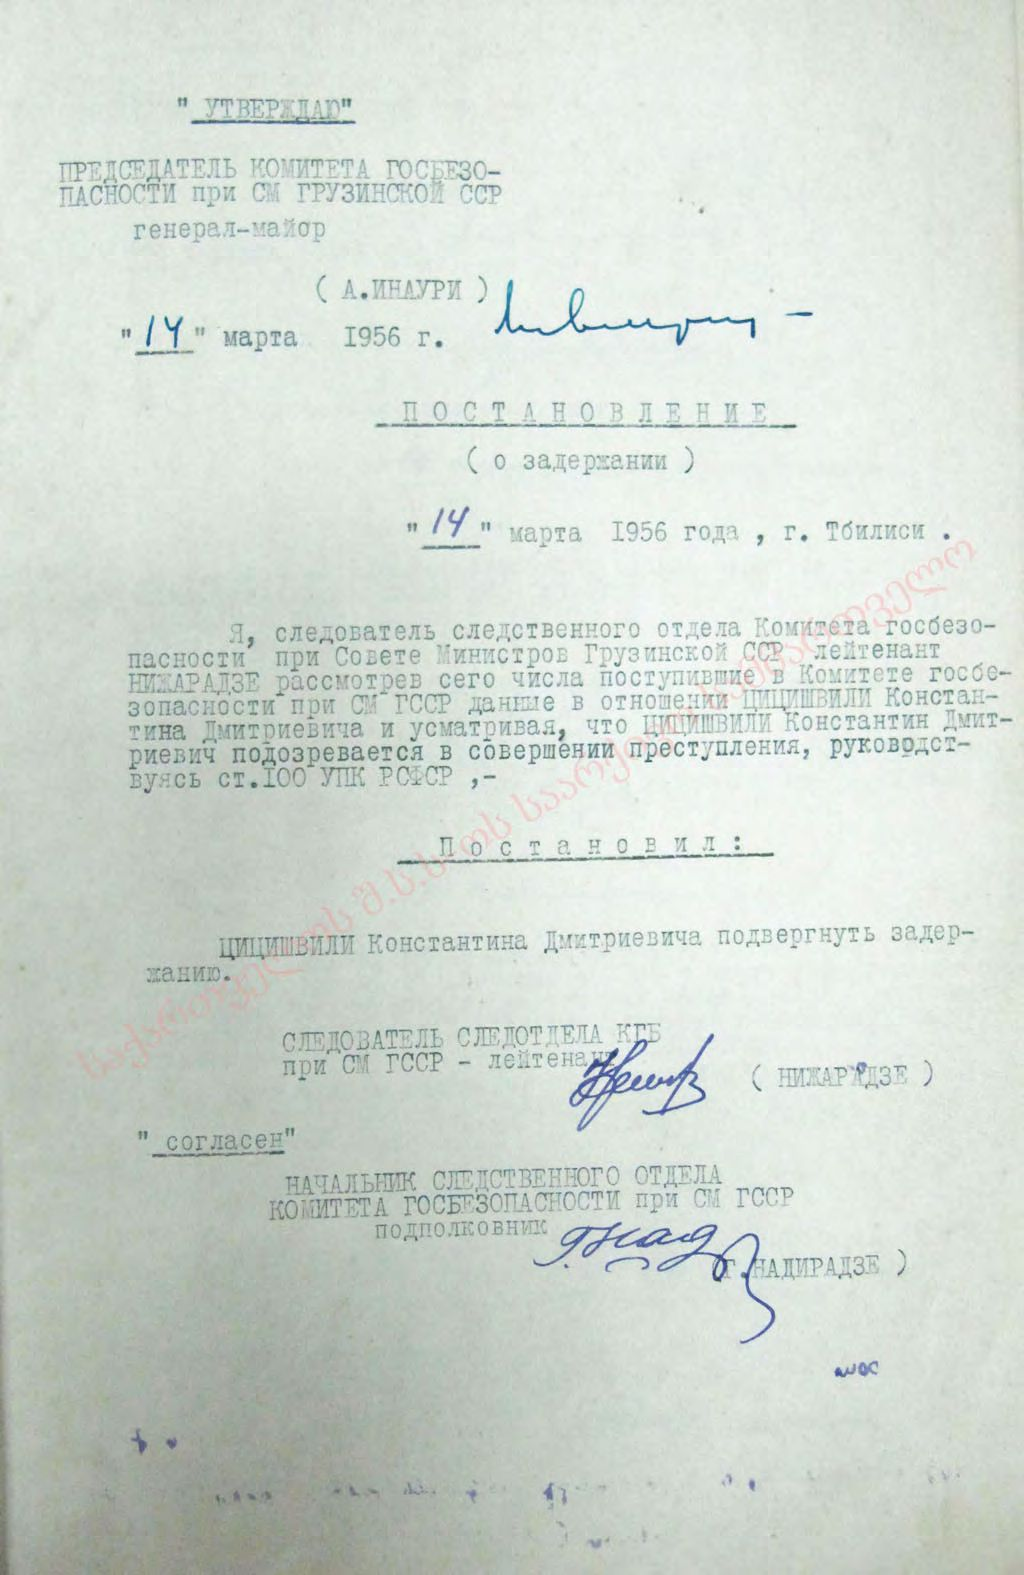 " УТВЕРЖДАЮ"
ПРЕДСЕДАТЕЛЬ КОМИТЕТА ГОСБЕЗО-
ПАСНОСТИ при СМ ГРУЗИНСКОЙ ССР
генерал-майор
( А.ИНАУРИ )
"14" марта 1956 г.
ПОСТАНОВЛЕНИЕ
( о задержании )
"14" марта 1956 года , г. Тбилиси .
Я, следователь следственного отдела Комитета госбезо-
пасности при Совете Министров Грузинской ССР лейтенант
НИЖАРАДЗЕ рассмотрев сего числа поступившие в Комитете госбе-
зопасности при СМ ГССР данные в отношении ЦИЦИШВИЛИ Констан-
тина Дмитриевича и усматривая, что ЦИЦИШВИЛИ Константин Дмит-
риевич подозревается в совершении преступления, руководст-
вуясь ст.100 УПК РСФСР ,-
Постановил:
ЦИЦИШВИЛИ Константина Дмитриевича подвергнуть задер-
жанию.
СЛЕДОВАТЕЛЬ СЛЕДОТДЕЛА КГБ
при СМ ГССР - лейтенант
( НИЖАРАДЗЕ )
" согласен"
НАЧАЛЬНИК СЛЕДСТВЕННОГО ОТДЕЛА
КОМИТЕТА ГОСБЕЗОПАСНОСТИ при СМ ГССР
подполковник
(Г.НАДИРАДЗЕ )
საქართველოს შ.ს.ს-ოს საარქივო სამმართველო